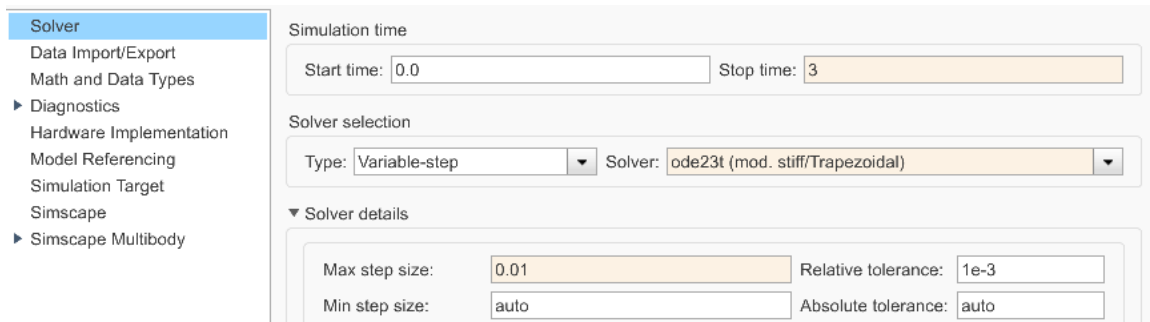 Solver
Data Import/Export
Math and Data Types
Diagnostics
Hardware Implementation
Model Referencing
Simulation Target
Simscape
Simscape Multibody
Simulation time
Start time: 0.0 Stop time: 3
Solver selection
Type: Variable-step Solver: ode23t (mod. stiff/Trapezoidal)
Solver details
Max step size: 0.01 Relative tolerance: 1e-3
Min step size: auto Absolute tolerance: auto